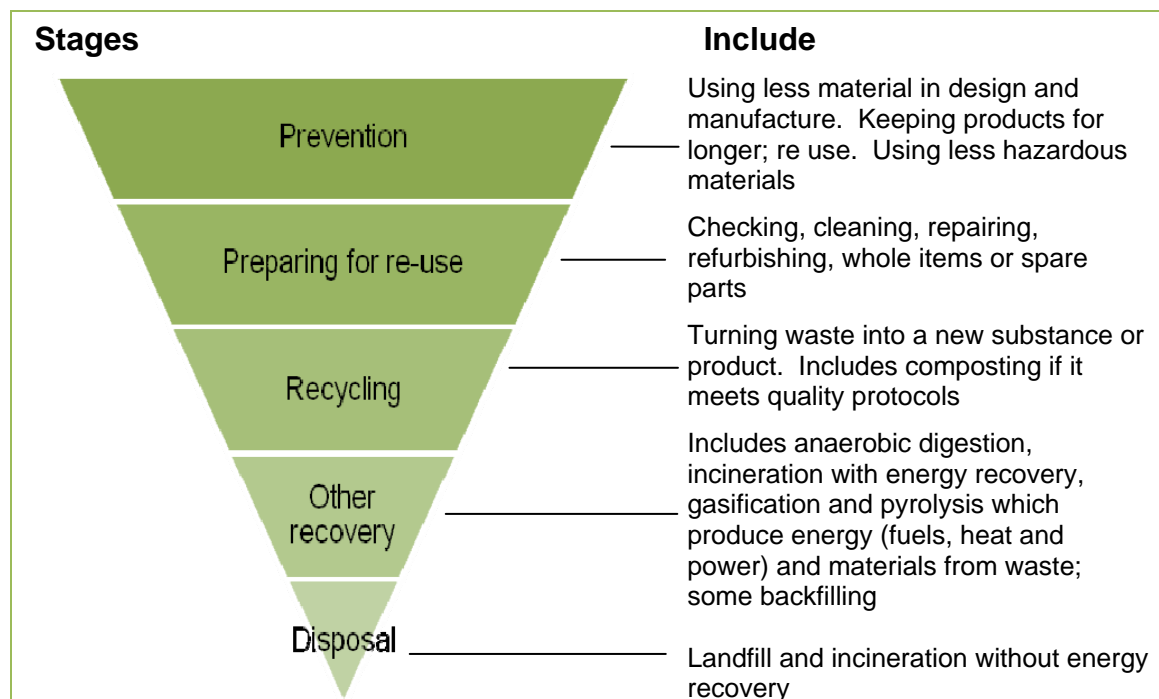 Stages
Include
Prevention
Using less material in design and
manufacture.  Keeping products for
longer; re use.  Using less hazardous
materials
Preparing for re-use
Checking, cleaning, repairing,
refurbishing, whole items or spare
parts
Recycling
Turning waste into a new substance or
product.  Includes composting if it
meets quality protocols
Other
recovery
Includes anaerobic digestion,
incineration with energy recovery,
gasification and pyrolysis which
produce energy (fuels, heat and
power) and materials from waste;
some backfilling
Disposal
Landfill and incineration without energy
recovery